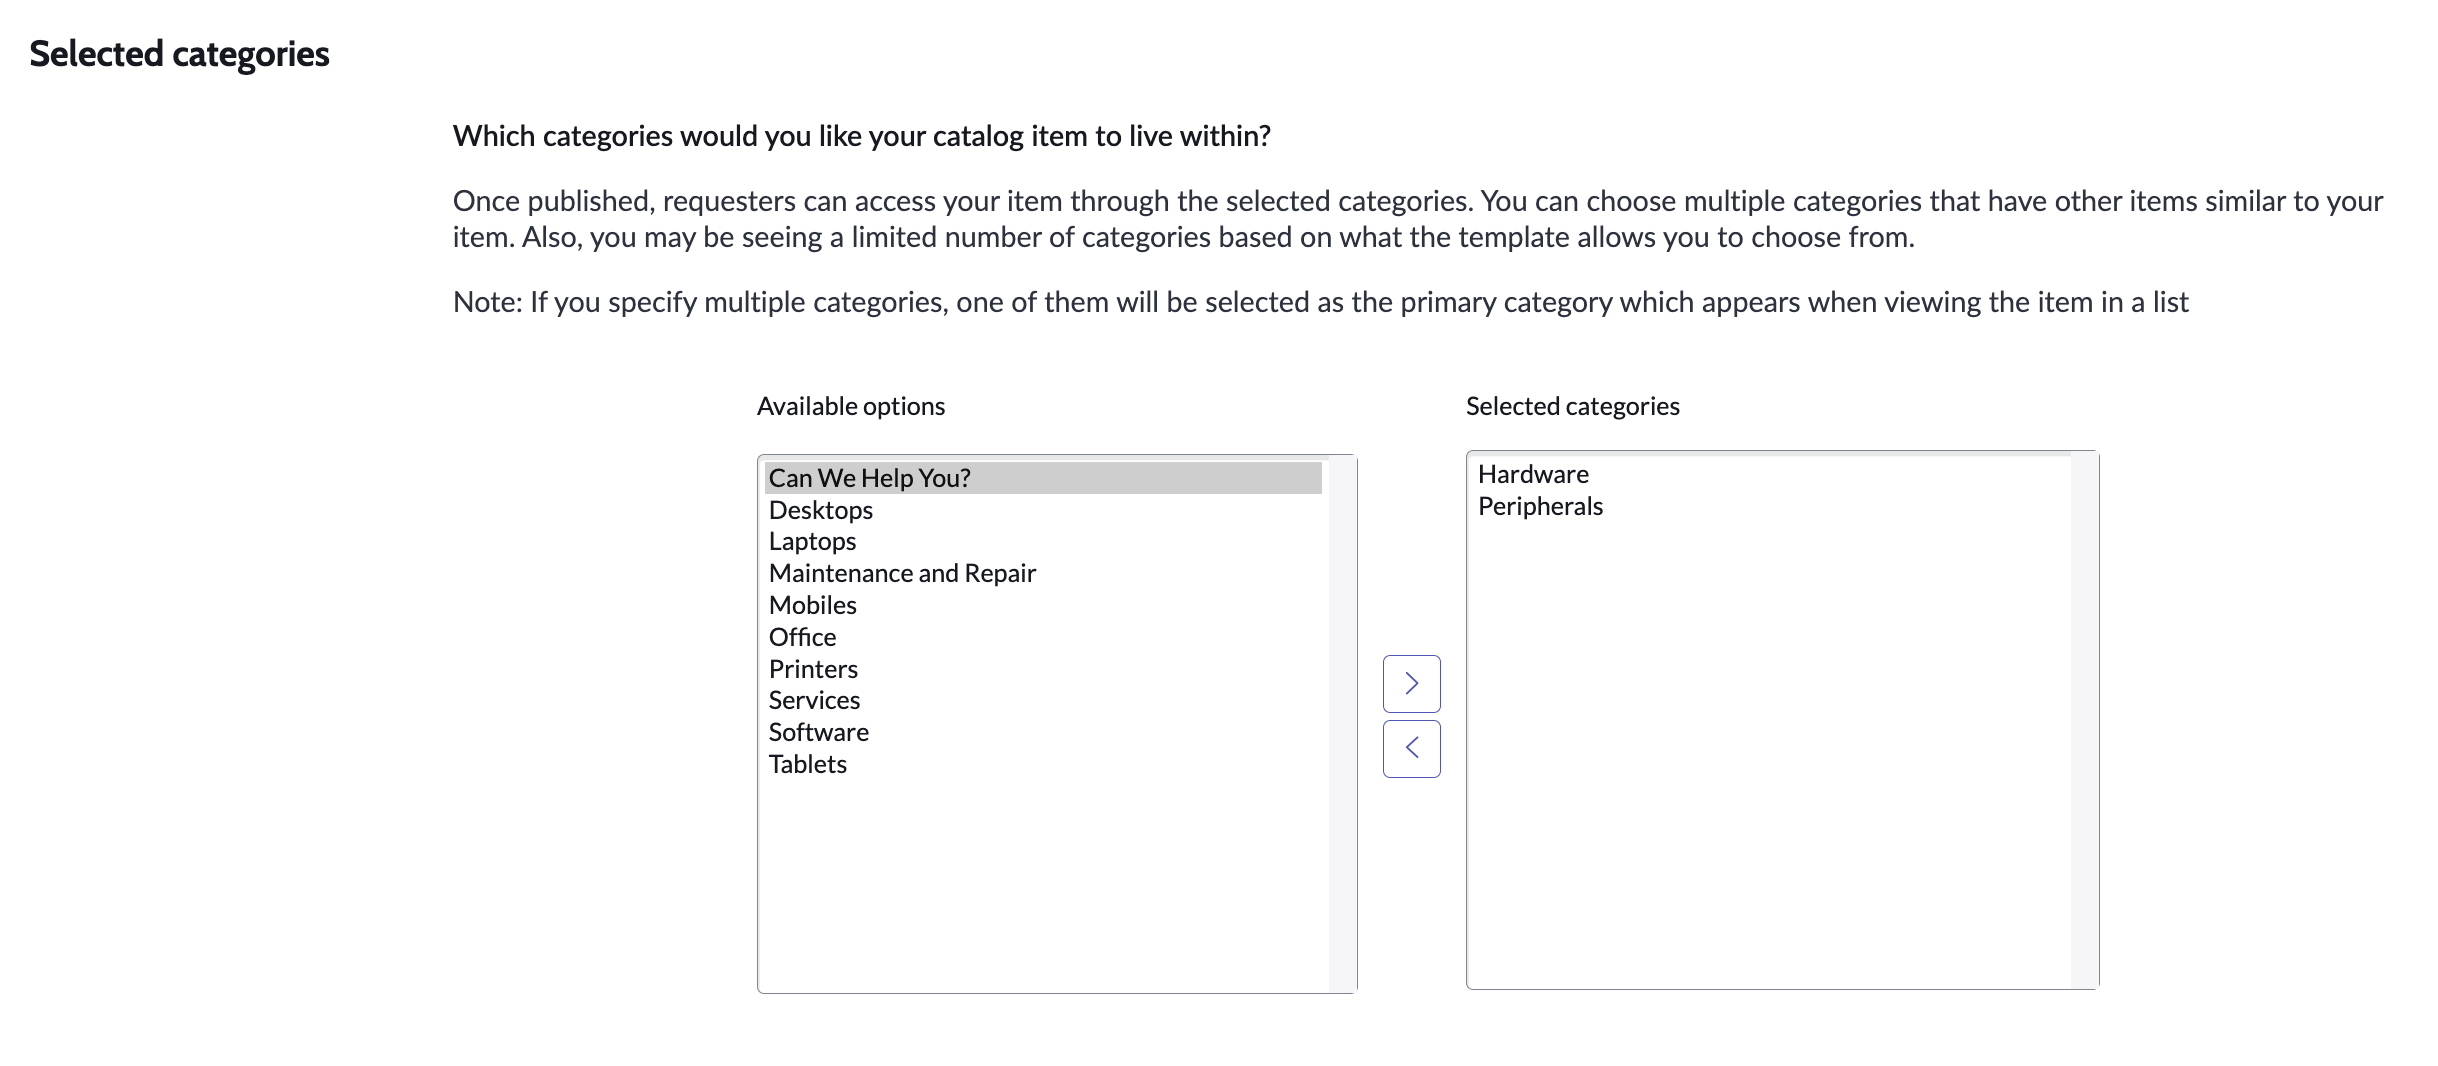 Selected categories
Which categories would you like your catalog item to live within?
Once published, requesters can access your item through the selected categories. You can choose multiple categories that have other items similar to your
item. Also, you may be seeing a limited number of categories based on what the template allows you to choose from.
Note: If you specify multiple categories, one of them will be selected as the primary category which appears when viewing the item in a list
Available options
Can We Help You?
Desktops
Laptops
Maintenance and Repair
Mobiles
Office
Printers
Services
Software
Tablets
Selected categories
Hardware
Peripherals